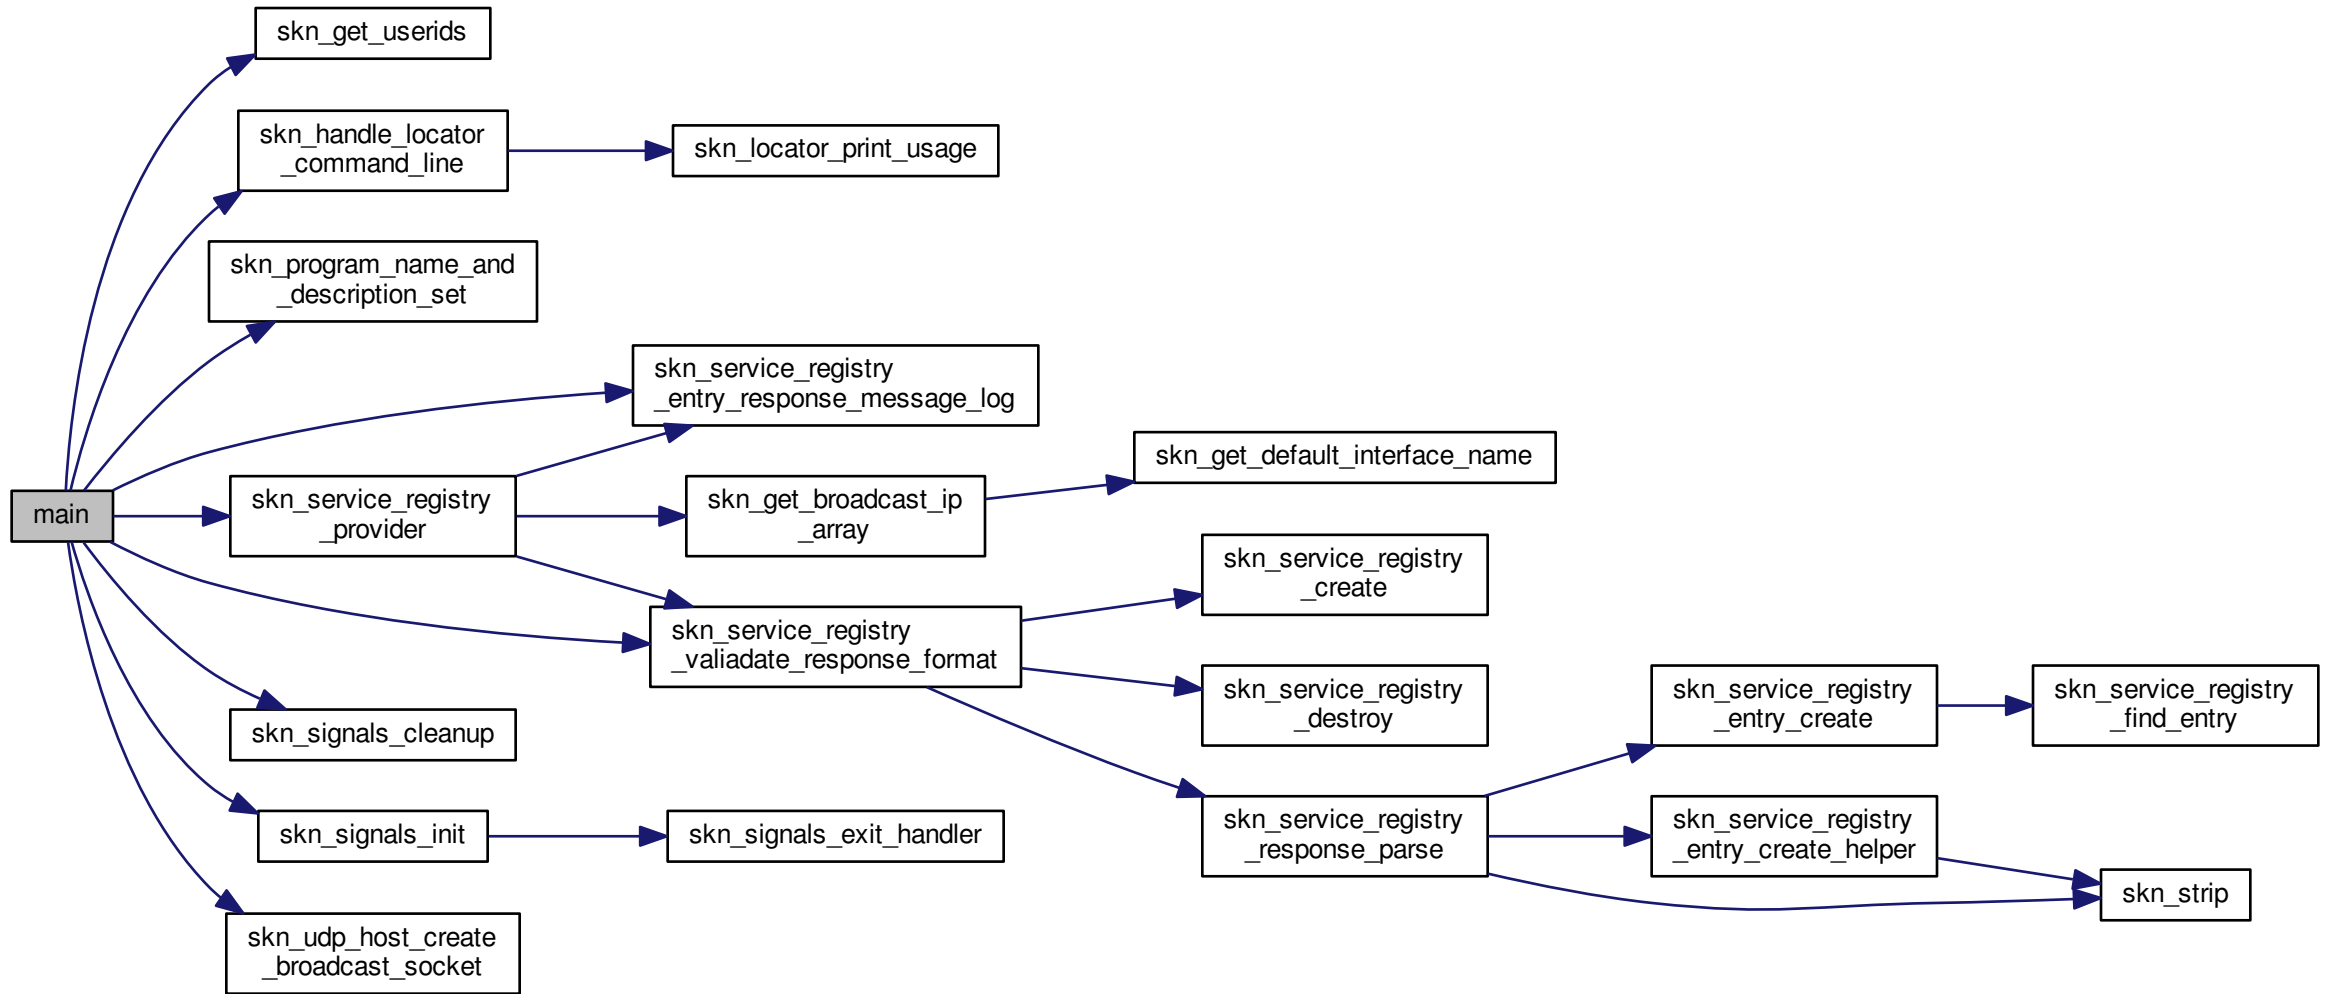 skn_get_userids
skn_handle_locator
_command_line
skn_locator_print_usage
skn_program_name_and
_description_set
skn_service_registry
_entry_response_message_log
skn_get_default_interface_name
main
skn_service_registry
_provider
skn_get_broadcast_ip
_array
skn_service_registry
_create
skn_service_registry
_valiadate_response_format
skn_service_registry
_destroy
skn_service_registry
_entry_create
skn_service_registry
_find_entry
skn_signals_cleanup
skn_signals_init
skn_signals_exit_handler
skn_service_registry
_response_parse
skn_service_registry
_entry_create_helper
skn_strip
skn_udp_host_create
_broadcast_socket